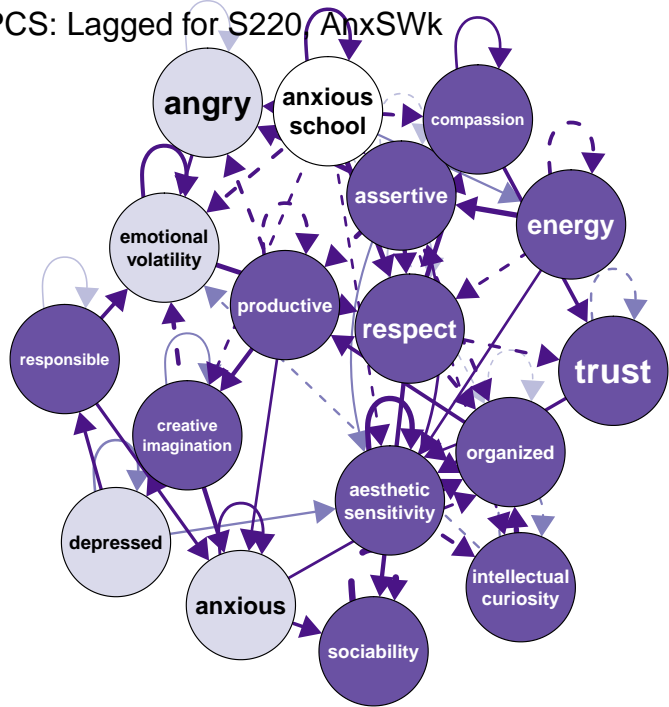 PCS: Lagged for S220, AnxSWk
angry
anxious
school
compassion
assertive
energy
emotional
volatility
productive
respect
responsible
trust
creative
imagination
organized
aesthetic
sensitivity
depressed
intellectual
curiosity
anxious
sociability